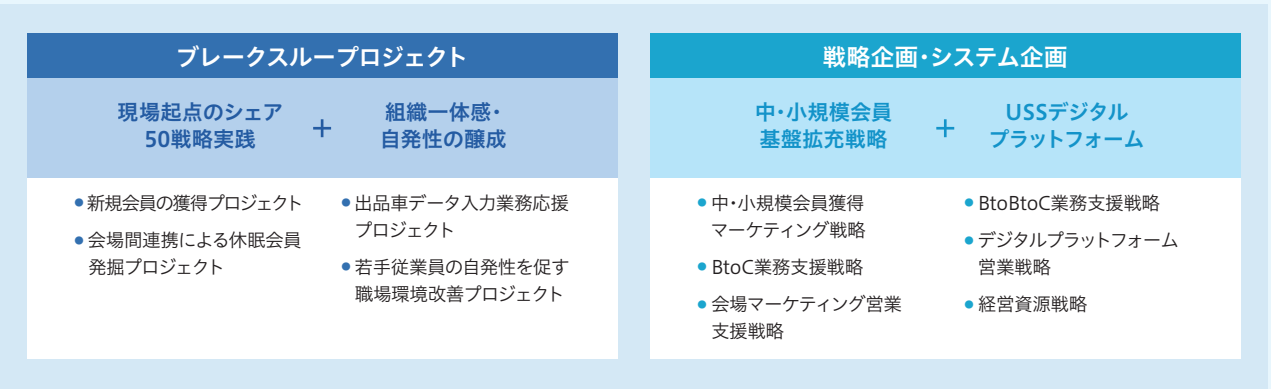 ブレークスループロジェクト
現場起点のシェア
50戦略実践
+
組織一体感・
自発性の醸成
●新規会員の獲得プロジェクト
●会場間連携による休眠会員
発掘プロジェクト
●出品車データ入力業務応援
プロジェクト
●若手従業員の自発性を促す
職場環境改善プロジェクト
戦略企画・システム企画
中・小規模会員
基盤拡充戦略
+
USSデジタル
プラットフォーム
●中・小規模会員獲得
マーケティング戦略
●BtoC業務支援戦略
●会場マーケティング営業
支援戦略
●BtoBtoC業務支援戦略
●デジタルプラットフォーム
営業戦略
●経営資源戦略